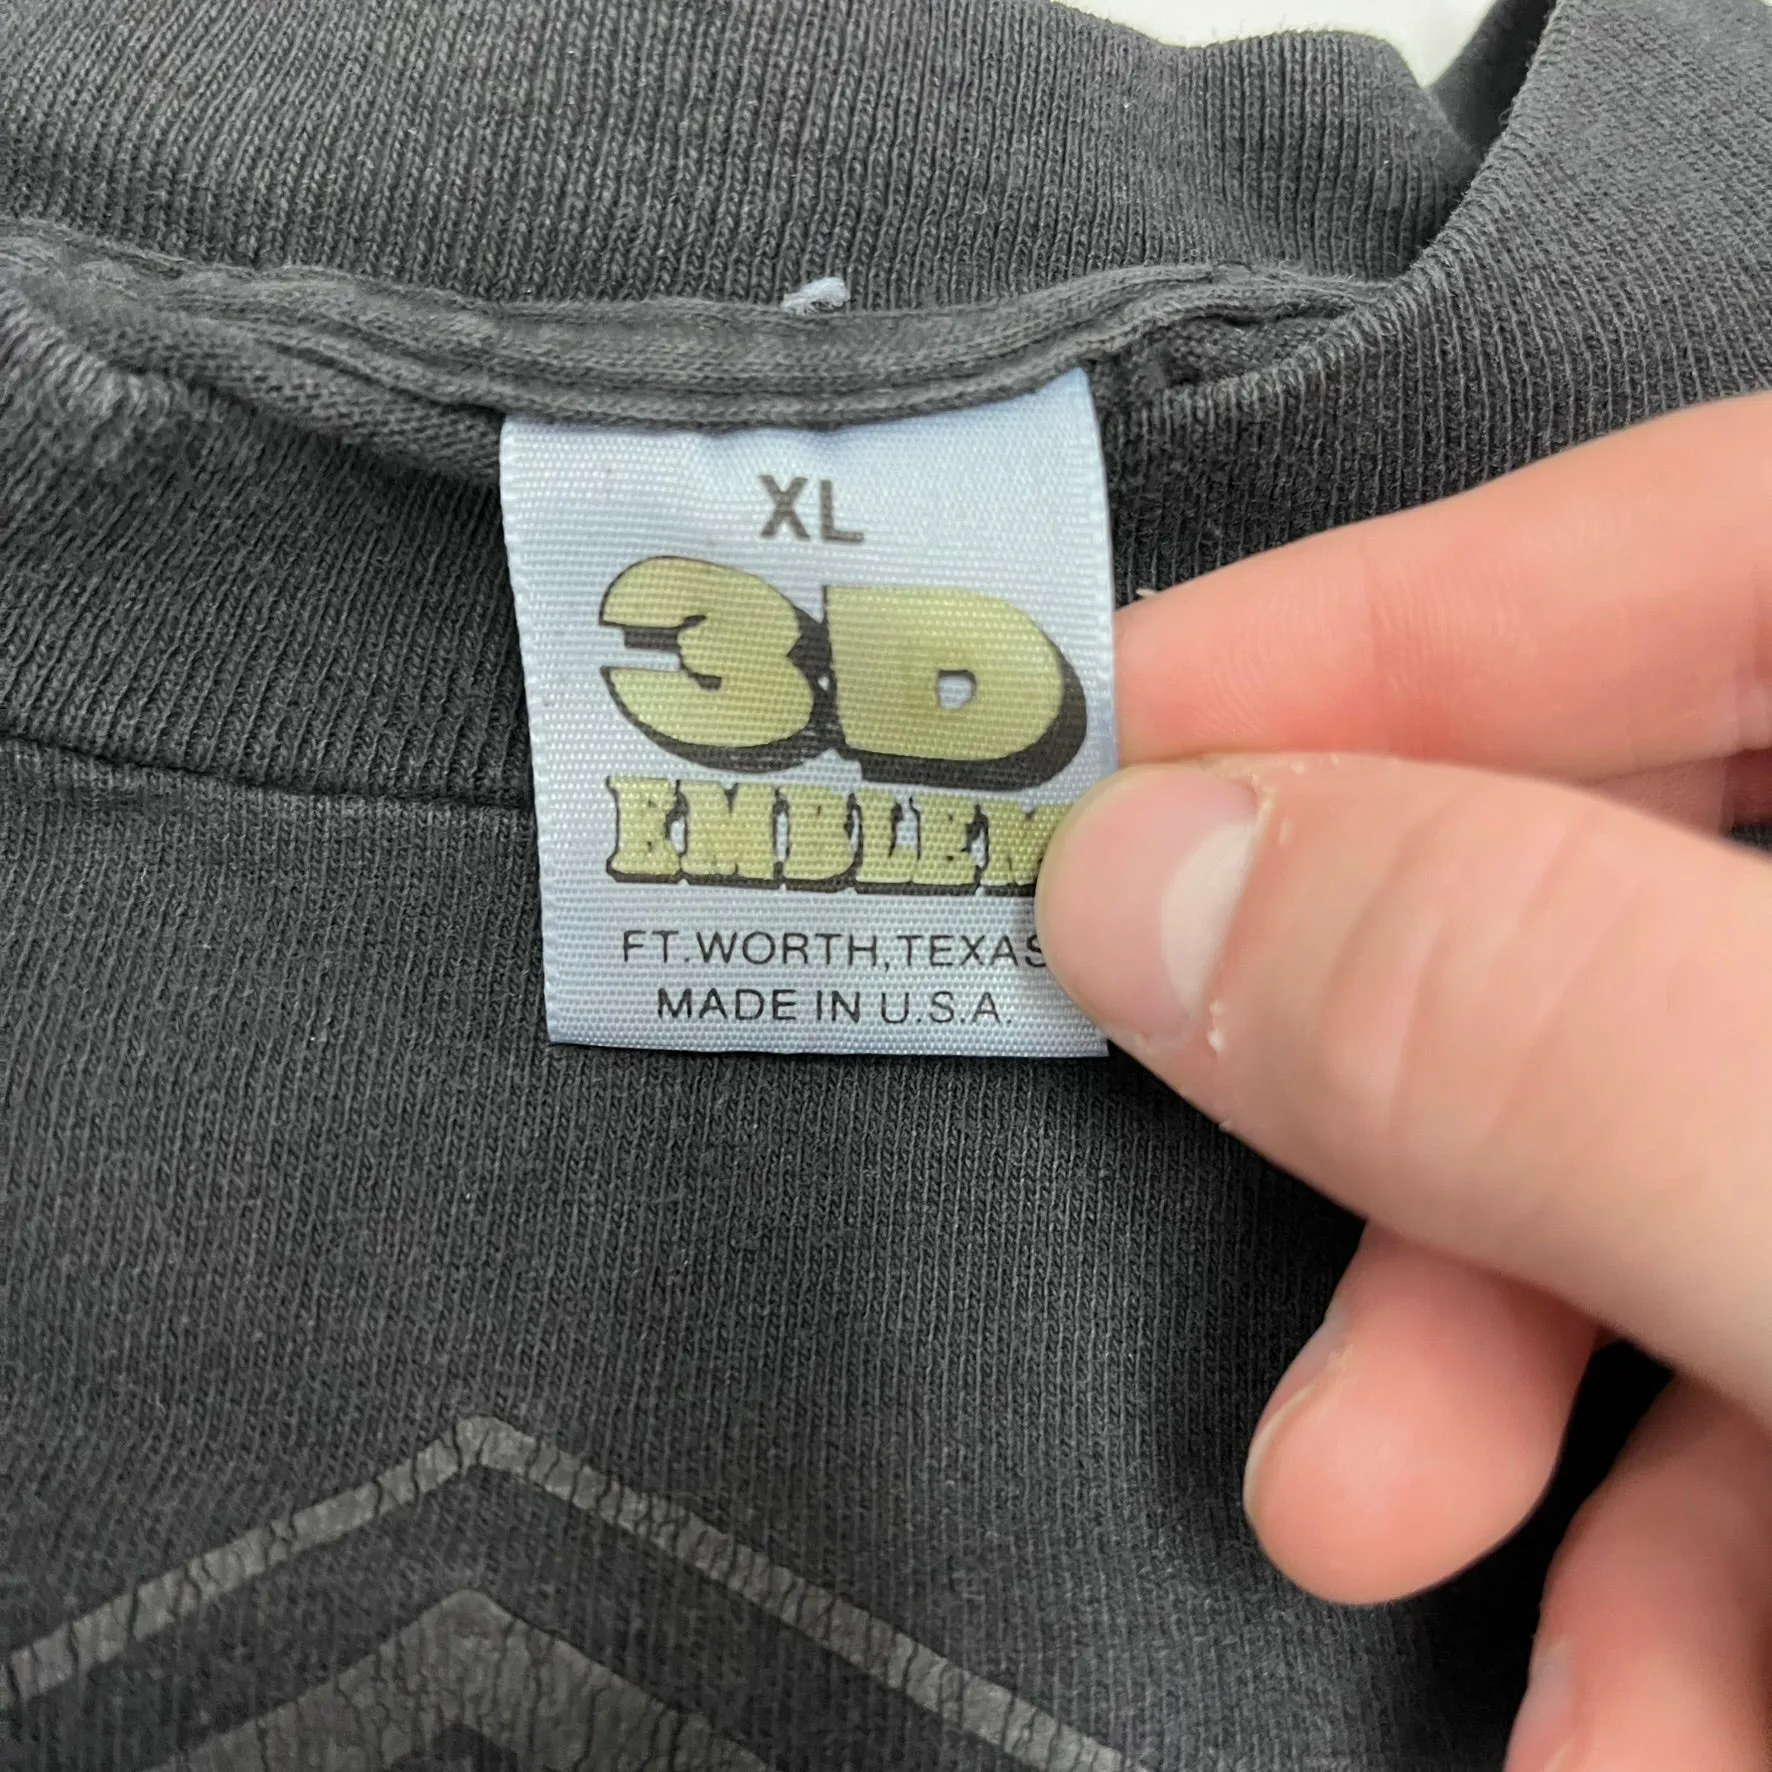 XL
3D
EMBLEM
FT.WORTH,TEXAS
MADE IN U.S.A.